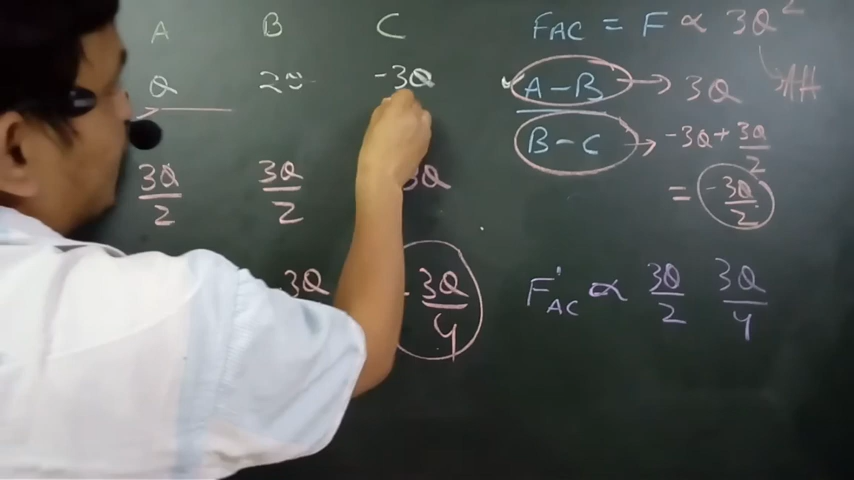 A B C
Q 2Q -3Q
3Q/2 3Q/2 3Q
3Q - 3Q/4
F_AC = F ∝ 3Q²
A-B → 3Q
B-C → -3Q + 3Q/2
= -3Q/2
F'_AC ∝ 3Q/2 3Q/4